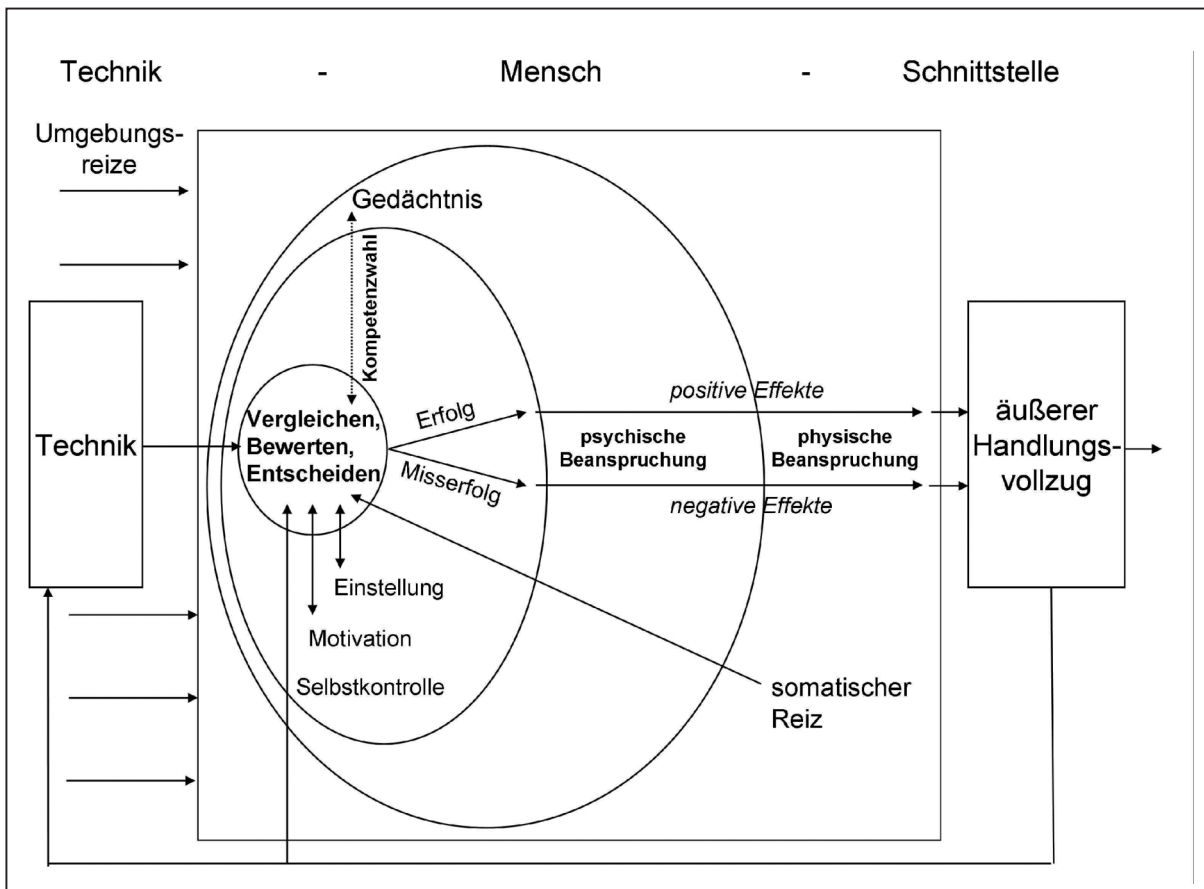 Technik - Mensch - Schnittstelle
Umgebungs-
reize
Gedächtnis
Kompetenzwahl
Technik
Vergleichen,
Bewerten,
Entscheiden
Erfolg
Misserfolg
positive Effekte
psychische
Beanspruchung
physische
Beanspruchung
negative Effekte
äußerer
Handlungs-
vollzug
Einstellung
Motivation
Selbstkontrolle
somatischer
Reiz